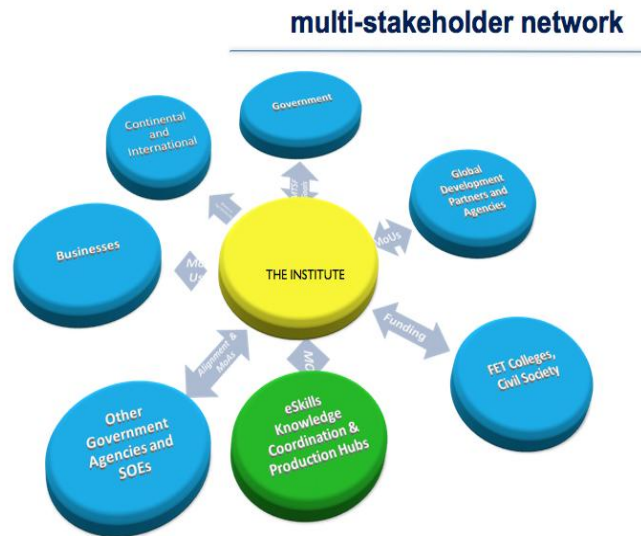 multi-stakeholder network
Government
Continental
and
International
Global
Development
Partners and
Agencies
MoUs
Businesses
THE INSTITUTE
Funding
FET Colleges,
Civil Society
Alignment &
MoAs
Other
Government
Agencies and
SOEs
eSkills
Knowledge
Coordination &
Production Hubs